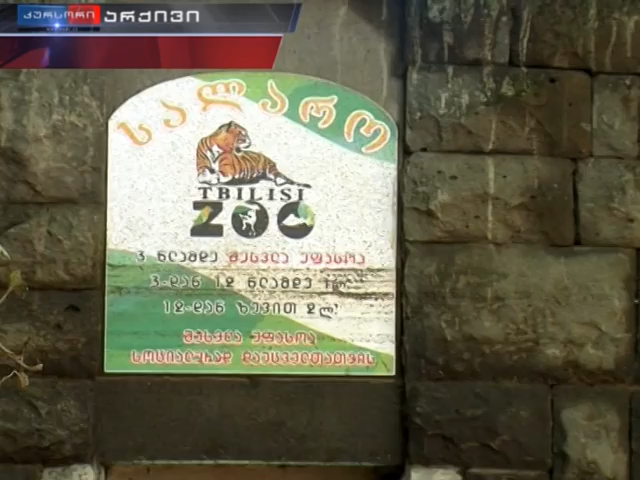 კურსორი არქივი
სალარო
TBILISI
ZOO
3 წლამდე შესვლა უფასოა
3-დან 12 წლამდე 1ლ
12-დან ზევით 2ლ
შესვლა უფასოა
სოციალურად დაუცველთათვის